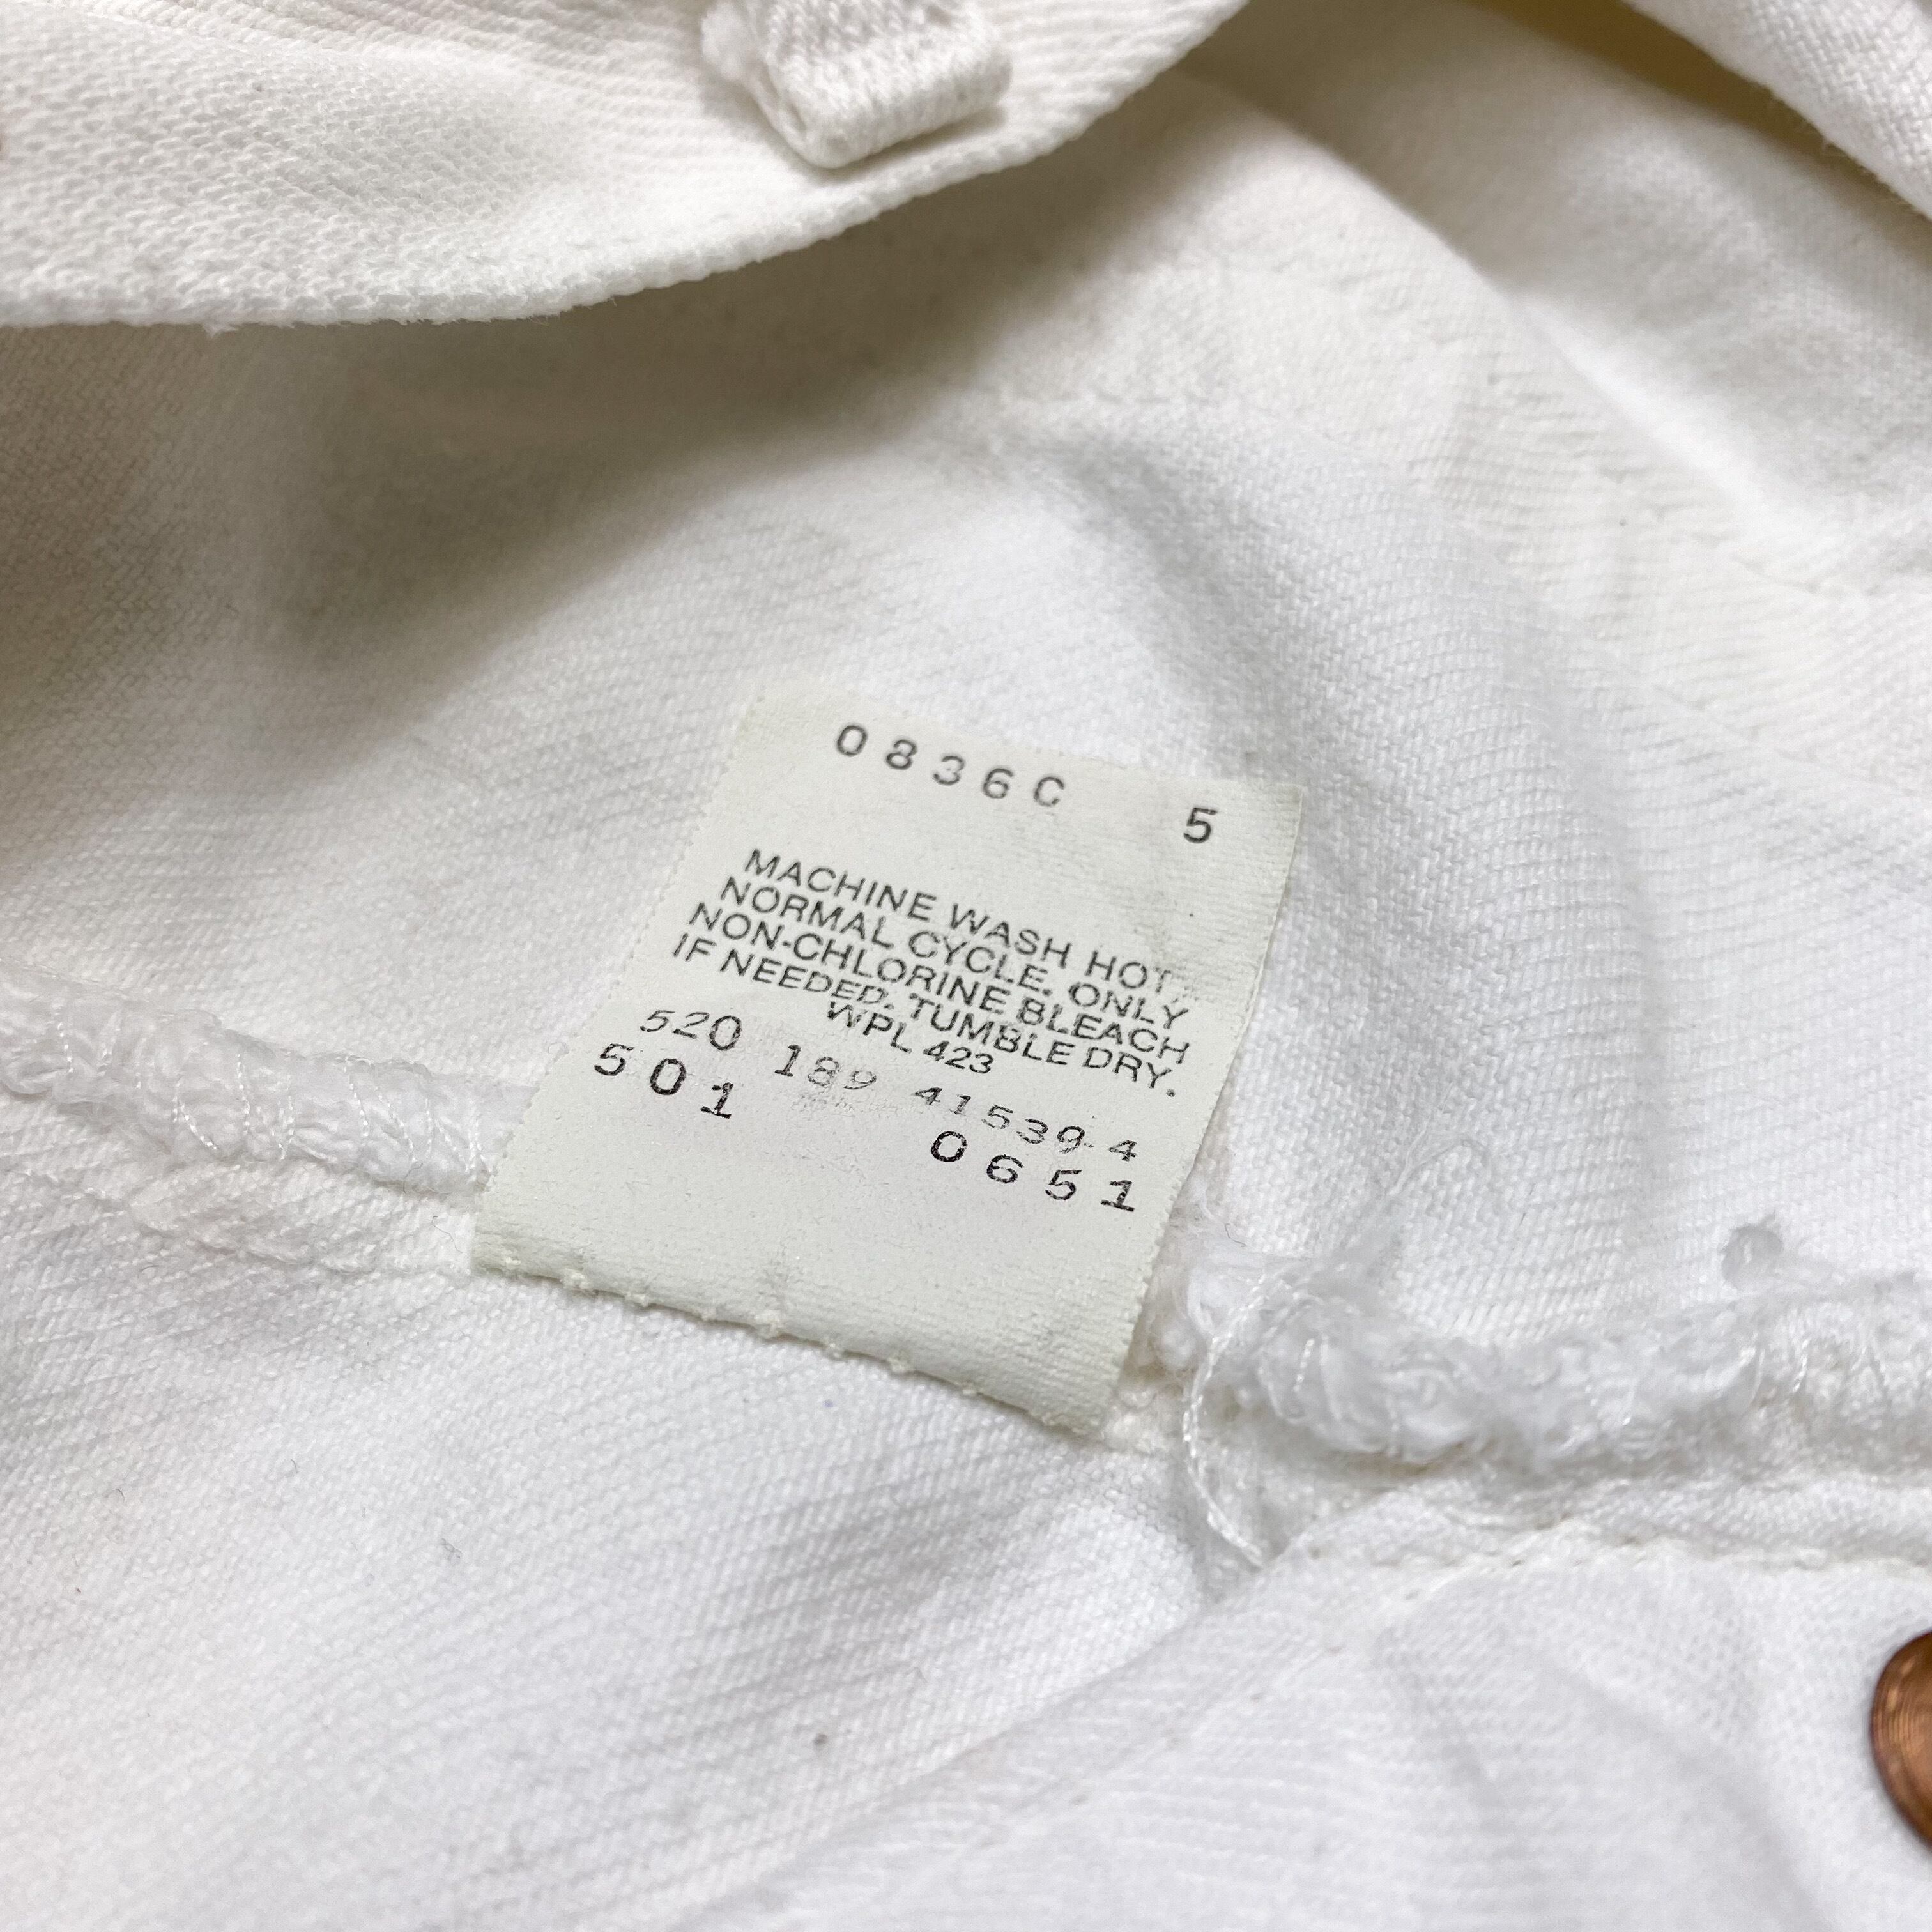 0836C 5
MACHINE WASH HOT,
NORMAL CYCLE. ONLY
NON-CHLORINE BLEACH
IF NEEDED. TUMBLE DRY.
WPL 423
520 189 41539-4
501 0651